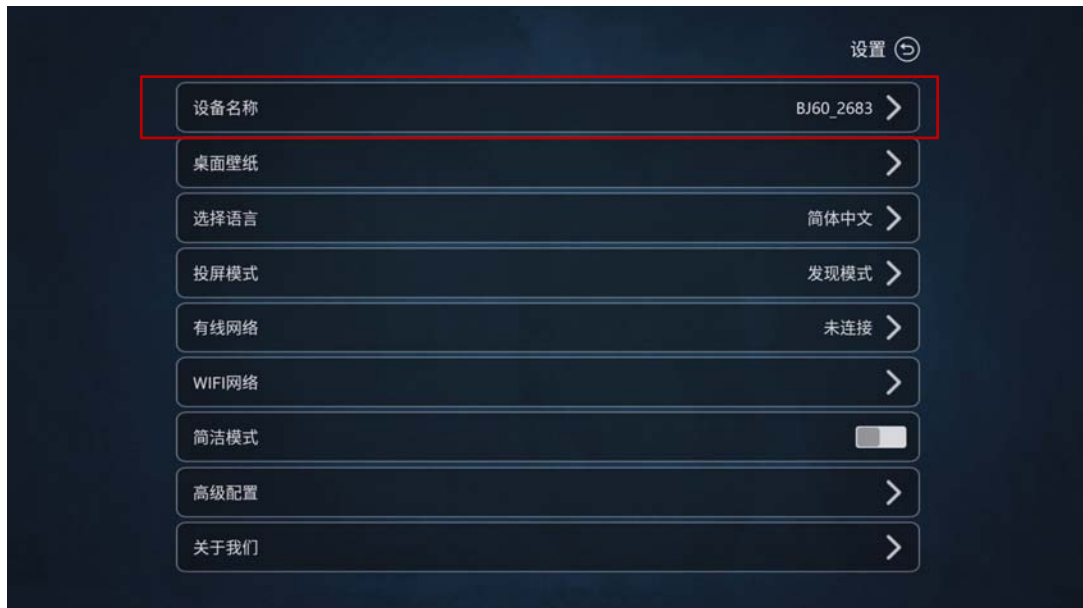 设置
设备名称 BJ60_2683
桌面壁纸
选择语言 简体中文
投屏模式 发现模式
有线网络 未连接
WIFI网络
简洁模式
高级配置
关于我们